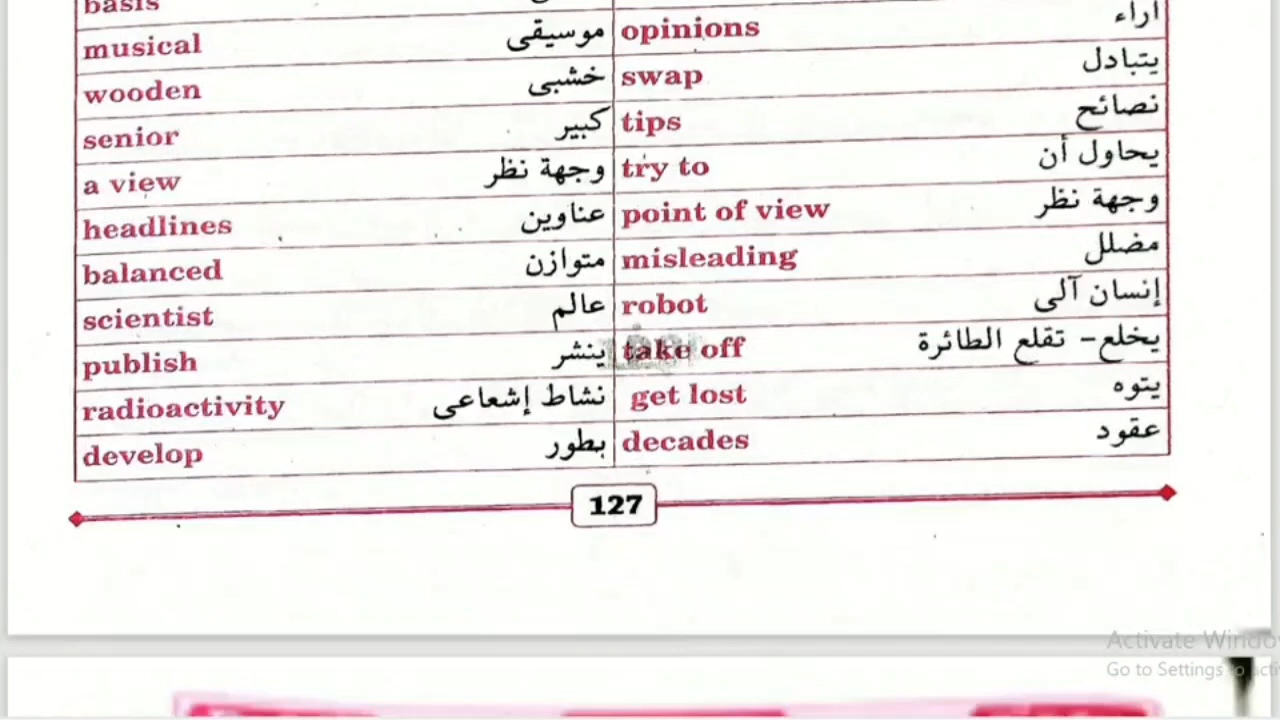 basis
musical موسيقى opinions آراء
wooden خشبى swap يتبادل
senior كبير tips نصائح
a view وجهة نظر try to يحاول أن
headlines عناوين point of view وجهة نظر
balanced متوازن misleading مضلل
scientist عالم robot إنسان آلى
publish ينشر take off يخلع- تقلع الطائرة
radioactivity نشاط إشعاعى get lost يتوه
develop بطور decades عقود
127
Activate Windo
Go to Settings to acti